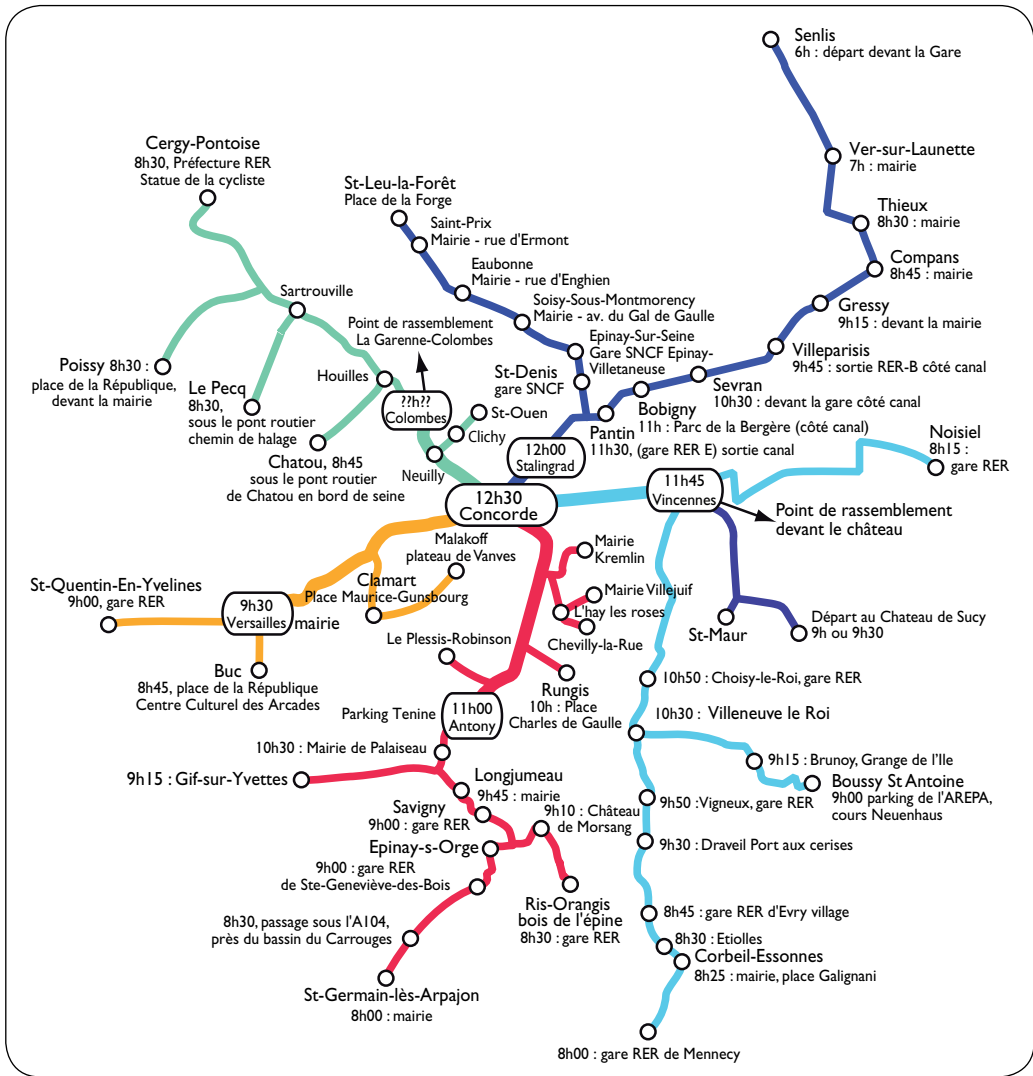 Senlis
6h : départ devant la Gare
Ver-sur-Launette
7h : mairie
Thieux
8h30 : mairie
Compans
8h45 : mairie
Gressy
9h15 : devant la mairie
Villeparisis
9h45 : sortie RER-B côté canal
Sevran
10h30 : devant la gare côté canal
Bobigny
11h : Parc de la Bergère (côté canal)
Pantin
11h30, (gare RER E) sortie canal
Cergy-Pontoise
8h30, Préfecture RER
Statue de la cycliste
St-Leu-la-Forêt
Place de la Forge
Saint-Prix
Mairie - rue d'Ermont
Eaubonne
Mairie - rue d'Enghien
Soisy-Sous-Montmorency
Mairie - av. du Gal de Gaulle
Epinay-Sur-Seine
Gare SNCF Epinay-
Villetaneuse
St-Denis
gare SNCF
12h00
Stalingrad
Sartrouville
Point de rassemblement
La Garenne-Colombes
Poissy 8h30 :
place de la République,
devant la mairie
Le Pecq
8h30,
sous le pont routier
chemin de halage
Houilles
??h??
Colombes
Chatou, 8h45
sous le pont routier
de Chatou en bord de seine
St-Ouen
Clichy
Neuilly
12h30
Concorde
Noisiel
8h15 :
gare RER
11h45
Vincennes
Point de rassemblement
devant le château
St-Maur
Départ au Chateau de Sucy
9h ou 9h30
Malakoff
plateau de Vanves
Clamart
Place Maurice-Gunsbourg
St-Quentin-En-Yvelines
9h00, gare RER
9h30
Versailles
mairie
Buc
8h45, place de la République
Centre Culturel des Arcades
Mairie
Kremlin
Mairie Villejuif
L'hay les roses
Chevilly-la-Rue
Le Plessis-Robinson
Rungis
10h : Place
Charles de Gaulle
Parking Tenine
11h00
Antony
10h30 : Mairie de Palaiseau
9h15 : Gif-sur-Yvettes
Longjumeau
9h45 : mairie
Savigny
9h00 : gare RER
9h10 : Château
de Morsang
Epinay-s-Orge
9h00 : gare RER
de Ste-Geneviève-des-Bois
Ris-Orangis
bois de l'épine
8h30 : gare RER
8h30, passage sous l'A104,
près du bassin du Carrouges
St-Germain-lès-Arpajon
8h00 : mairie
10h50 : Choisy-le-Roi, gare RER
10h30 : Villeneuve le Roi
9h15 : Brunoy, Grange de l'Ile
Boussy St Antoine
9h00 parking de l'AREPA,
cours Neuenhaus
9h50 : Vigneux, gare RER
9h30 : Draveil Port aux cerises
8h45 : gare RER d'Evry village
8h30 : Etiolles
Corbeil-Essonnes
8h25 : mairie, place Galignani
8h00 : gare RER de Mennecy